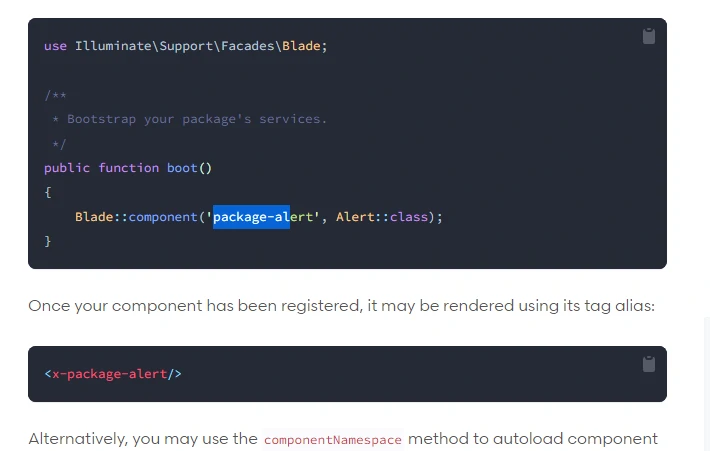 use Illuminate\Support\Facades\Blade;
/**
 * Bootstrap your package's services.
 */
public function boot()
{
    Blade::component('package-alert', Alert::class);
}
Once your component has been registered, it may be rendered using its tag alias:
<x-package-alert/>
Alternatively, you may use the componentNamespace method to autoload component